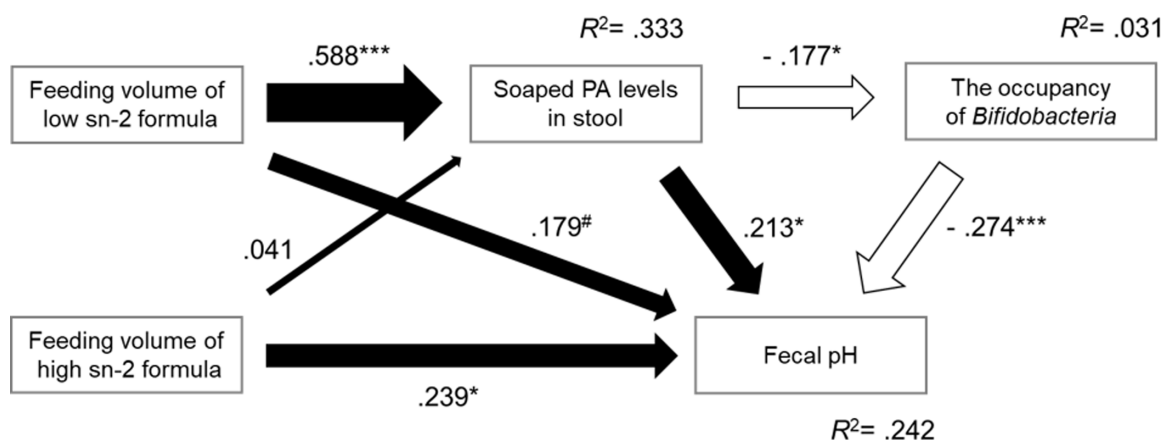 R²= .333
R²= .031
.588***
- .177*
Feeding volume of
low sn-2 formula
Soaped PA levels
in stool
The occupancy
of Bifidobacteria
.179#
.213*
- .274***
.041
Feeding volume of
high sn-2 formula
Fecal pH
.239*
R²= .242